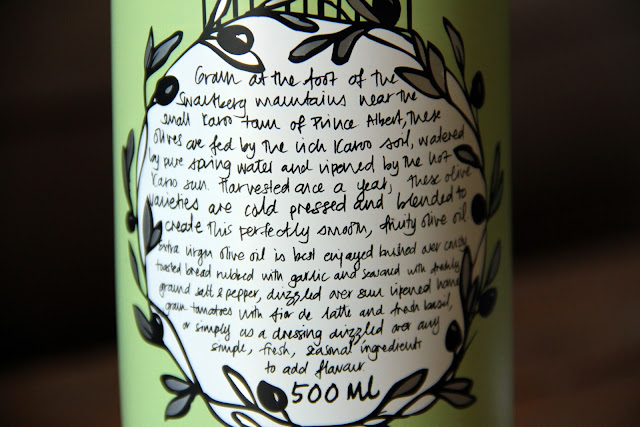 Grown at the foot of the
Swartberg mountains near the
small Karoo town of Prince Albert, these
olives are fed by the rich Karoo soil, watered
by pure spring water and ripened by the hot
Karoo sun. Harvested once a year, these olive
varieties are cold pressed and blended to
create this perfectly smooth, fruity olive oil
Extra virgin olive oil is best enjoyed brushed over crusty
toasted bread rubbed with garlic and seasoned with freshly
ground salt & pepper, drizzled over sun ripened home
grown tomatoes with fior de latte and fresh basil,
or simply as a dressing drizzled over any
simple, fresh, seasonal ingredients
to add flavour
500 ML